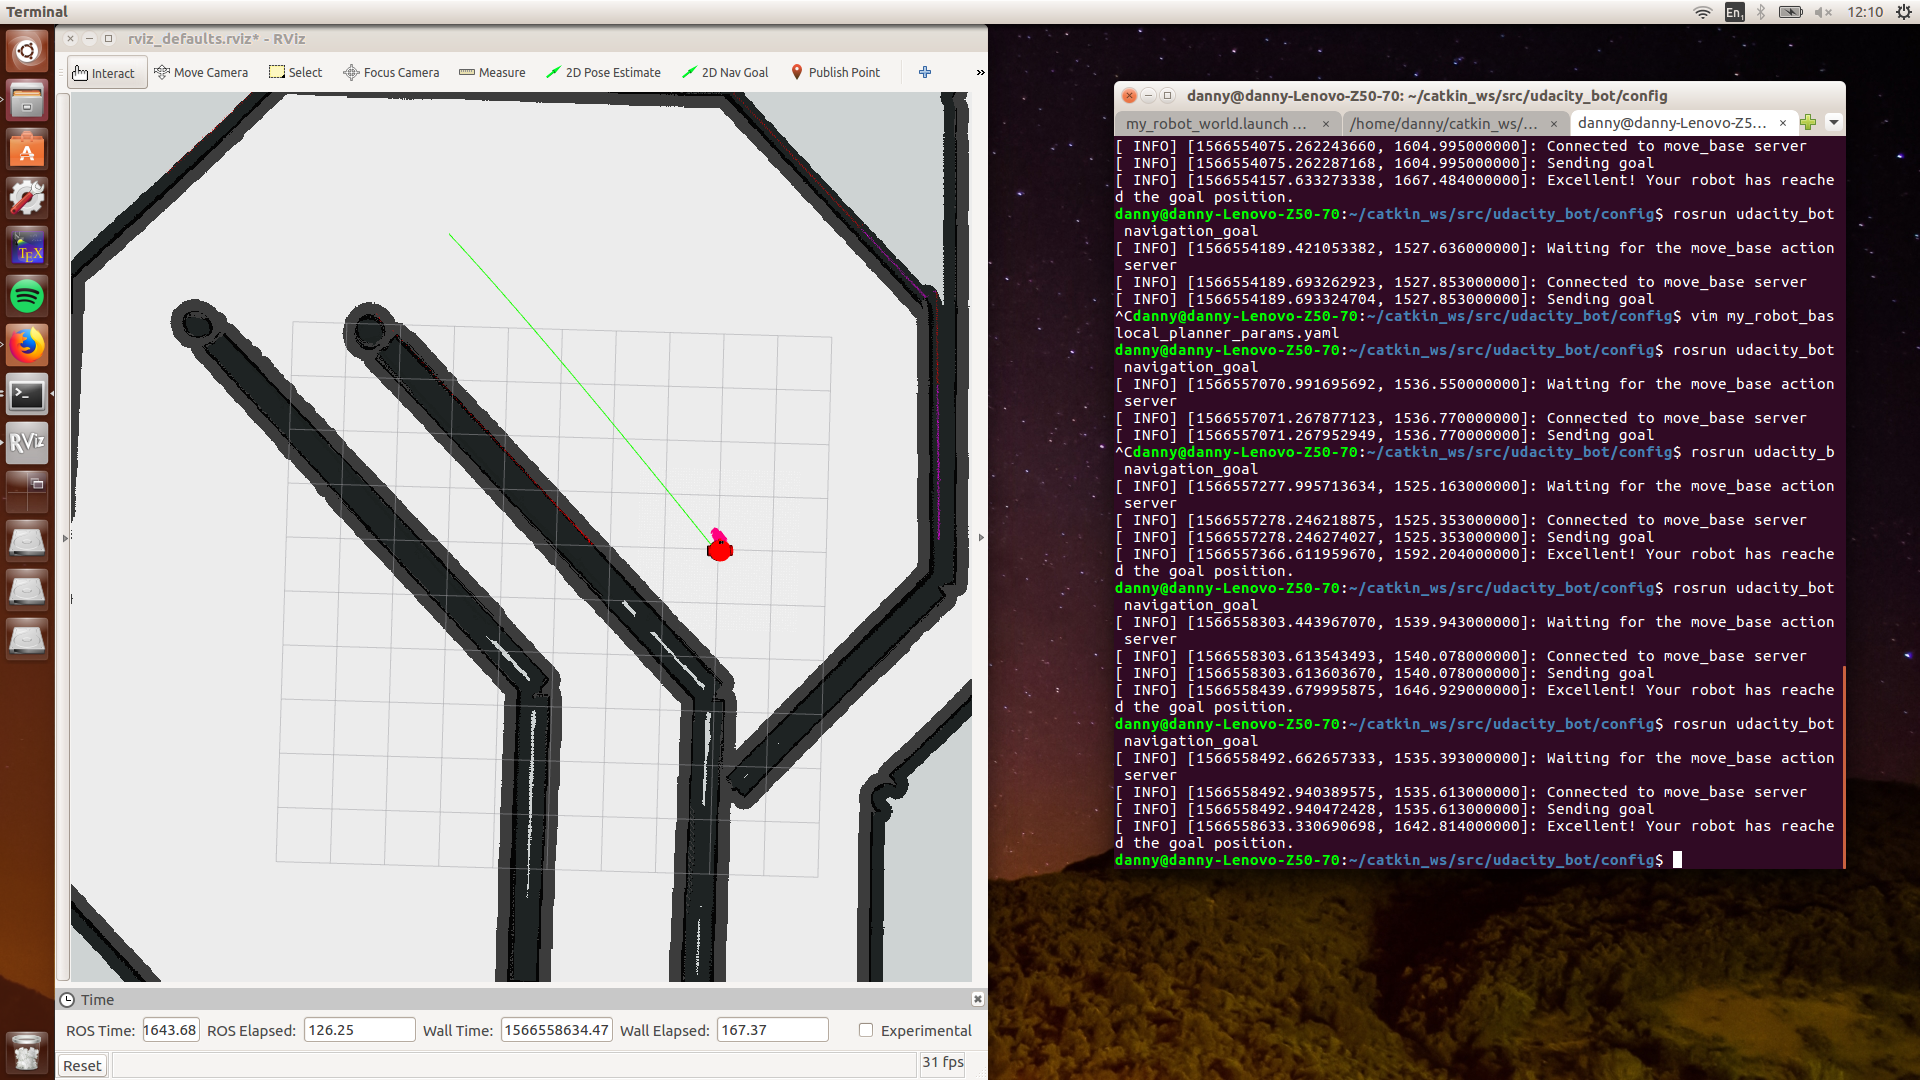 Terminal
En1
12:10
rviz_defaults.rviz* - RViz
Interact
Move Camera
Select
Focus Camera
Measure
2D Pose Estimate
2D Nav Goal
Publish Point
»
TEX
RViz
danny@danny-Lenovo-Z50-70: ~/catkin_ws/src/udacity_bot/config
my_robot_world.launch ...
/home/danny/catkin_ws/...
danny@danny-Lenovo-Z5...
[ INFO] [1566554075.262243660, 1604.995000000]: Connected to move_base server
[ INFO] [1566554075.262287168, 1604.995000000]: Sending goal
[ INFO] [1566554157.633273338, 1667.484000000]: Excellent! Your robot has reache
d the goal position.
danny@danny-Lenovo-Z50-70:~/catkin_ws/src/udacity_bot/config$ rosrun udacity_bot
navigation_goal
[ INFO] [1566554189.421053382, 1527.636000000]: Waiting for the move_base action
server
[ INFO] [1566554189.693262923, 1527.853000000]: Connected to move_base server
[ INFO] [1566554189.693324704, 1527.853000000]: Sending goal
^Cdanny@danny-Lenovo-Z50-70:~/catkin_ws/src/udacity_bot/config$ vim my_robot_bas
local_planner_params.yaml
danny@danny-Lenovo-Z50-70:~/catkin_ws/src/udacity_bot/config$ rosrun udacity_bot
navigation_goal
[ INFO] [1566557070.991695692, 1536.550000000]: Waiting for the move_base action
server
[ INFO] [1566557071.267877123, 1536.770000000]: Connected to move_base server
[ INFO] [1566557071.267952949, 1536.770000000]: Sending goal
^Cdanny@danny-Lenovo-Z50-70:~/catkin_ws/src/udacity_bot/config$ rosrun udacity_b
navigation_goal
[ INFO] [1566557277.995713634, 1525.163000000]: Waiting for the move_base action
server
[ INFO] [1566557278.246218875, 1525.353000000]: Connected to move_base server
[ INFO] [1566557278.246274027, 1525.353000000]: Sending goal
[ INFO] [1566557366.611959670, 1592.204000000]: Excellent! Your robot has reache
d the goal position.
danny@danny-Lenovo-Z50-70:~/catkin_ws/src/udacity_bot/config$ rosrun udacity_bot
navigation_goal
[ INFO] [1566558303.443967070, 1539.943000000]: Waiting for the move_base action
server
[ INFO] [1566558303.613543493, 1540.078000000]: Connected to move_base server
[ INFO] [1566558303.613603670, 1540.078000000]: Sending goal
[ INFO] [1566558439.679995875, 1646.929000000]: Excellent! Your robot has reache
d the goal position.
danny@danny-Lenovo-Z50-70:~/catkin_ws/src/udacity_bot/config$ rosrun udacity_bot
navigation_goal
[ INFO] [1566558492.662657333, 1535.393000000]: Waiting for the move_base action
server
[ INFO] [1566558492.940389575, 1535.613000000]: Connected to move_base server
[ INFO] [1566558492.940472428, 1535.613000000]: Sending goal
[ INFO] [1566558633.330690698, 1642.814000000]: Excellent! Your robot has reache
d the goal position.
danny@danny-Lenovo-Z50-70:~/catkin_ws/src/udacity_bot/config$
Time
ROS Time: 1643.68 ROS Elapsed: 126.25 Wall Time: 1566558634.47 Wall Elapsed: 167.37 Experimental
Reset
31 fps